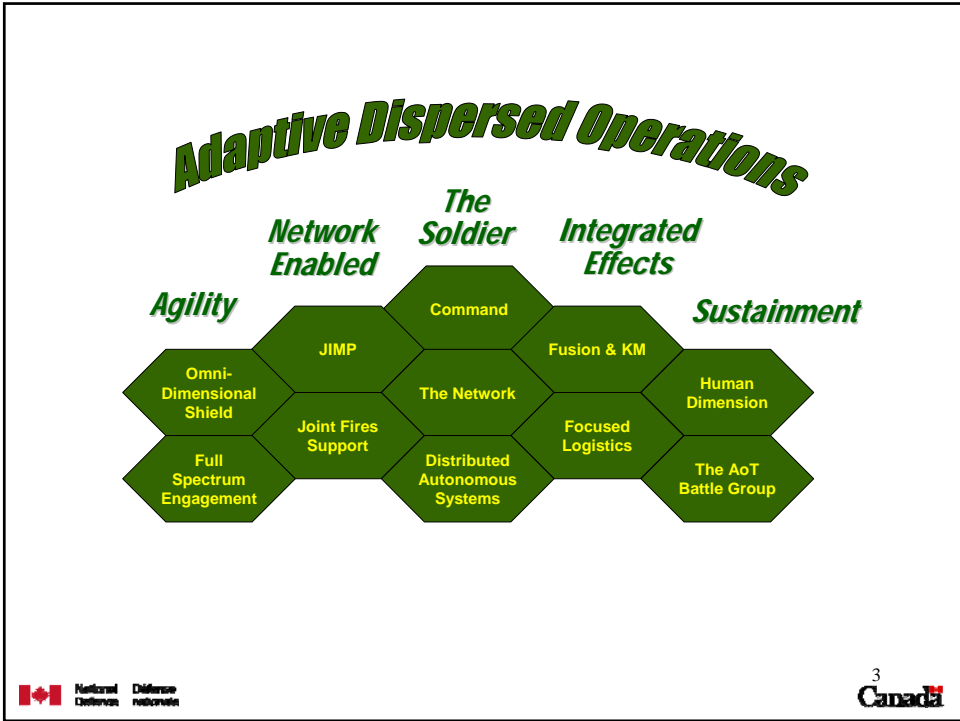 Adaptive Dispersed Operations
Agility
Network
Enabled
The
Soldier
Integrated
Effects
Sustainment
Omni-
Dimensional
Shield
Full
Spectrum
Engagement
JIMP
Joint Fires
Support
Command
The Network
Distributed
Autonomous
Systems
Fusion & KM
Focused
Logistics
Human
Dimension
The AoT
Battle Group
National Défense
Defence nationale
3
Canada